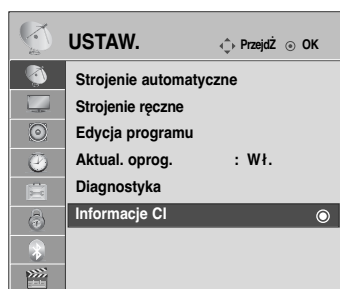 USTAW. PrzejdŹ OK
Strojenie automatyczne
Strojenie ręczne
Edycja programu
Aktual. oprog. : Wł.
Diagnostyka
Informacje CI